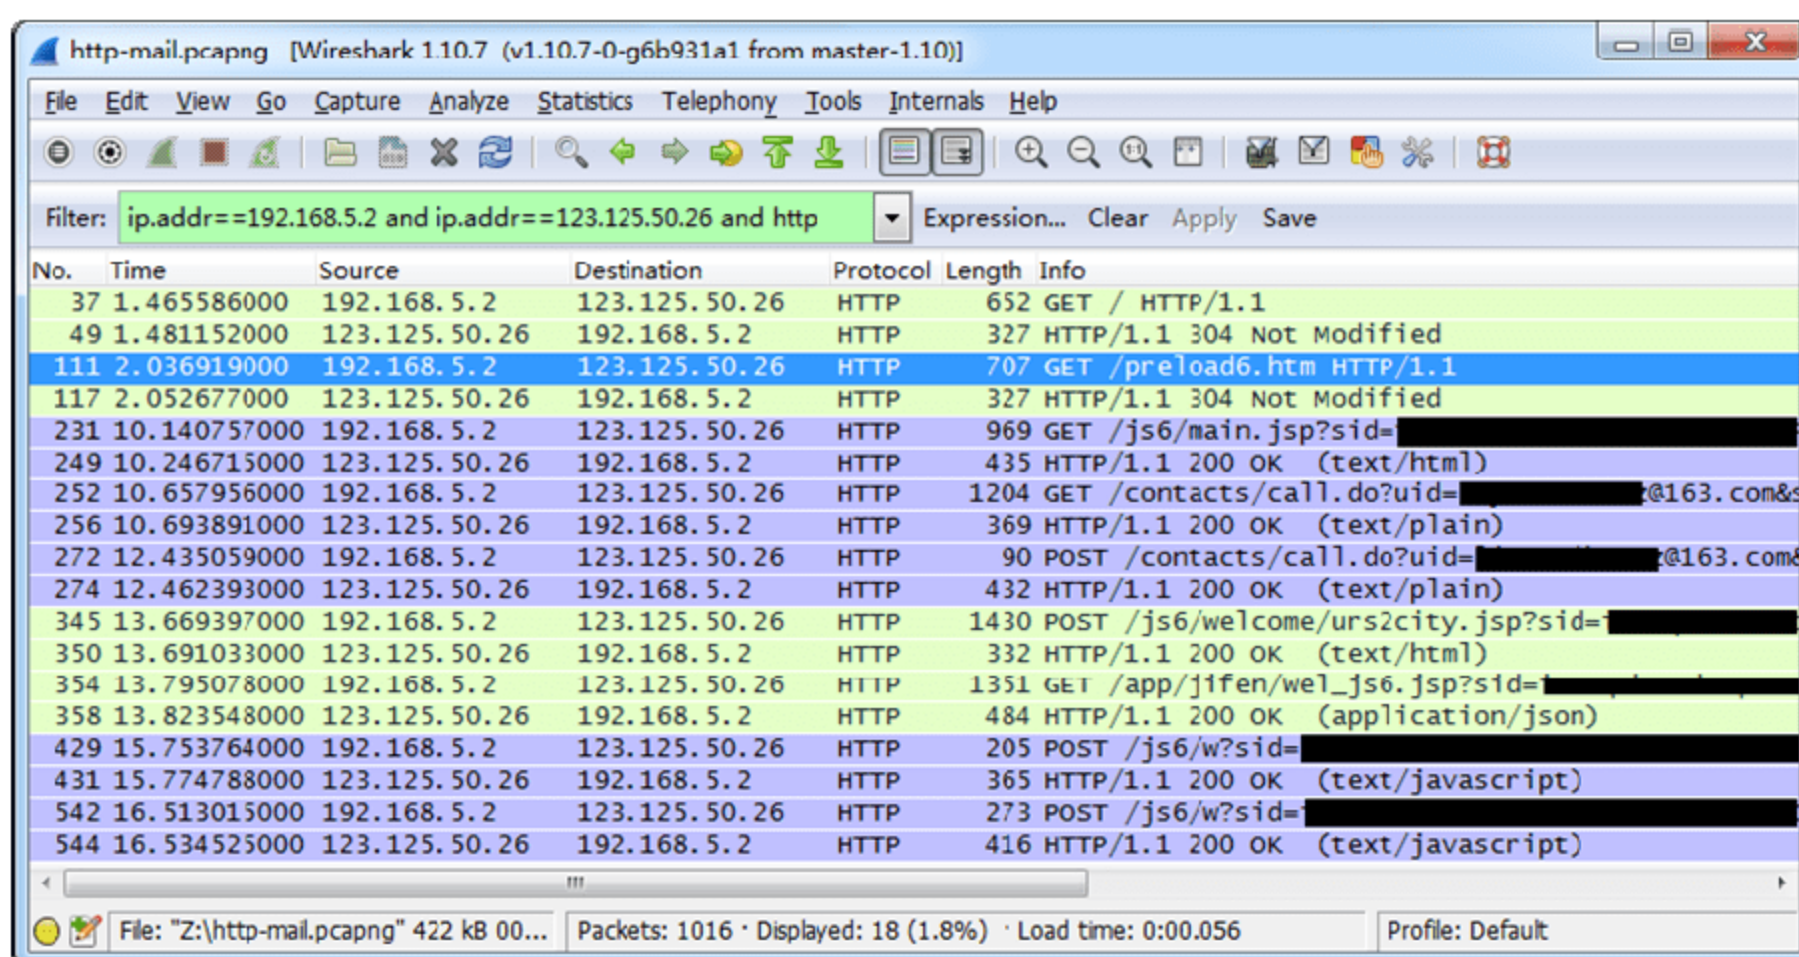 http-mail.pcapng [Wireshark 1.10.7 (v1.10.7-0-g6b931a1 from master-1.10)]
File Edit View Go Capture Analyze Statistics Telephony Tools Internals Help
Filter: ip.addr==192.168.5.2 and ip.addr==123.125.50.26 and http Expression... Clear Apply Save
No. Time Source Destination Protocol Length Info
37 1.465586000 192.168.5.2 123.125.50.26 HTTP 652 GET / HTTP/1.1
49 1.481152000 123.125.50.26 192.168.5.2 HTTP 327 HTTP/1.1 304 Not Modified
111 2.036919000 192.168.5.2 123.125.50.26 HTTP 707 GET /preload6.htm HTTP/1.1
117 2.052677000 123.125.50.26 192.168.5.2 HTTP 327 HTTP/1.1 304 Not Modified
231 10.140757000 192.168.5.2 123.125.50.26 HTTP 969 GET /js6/main.jsp?sid=
249 10.246715000 123.125.50.26 192.168.5.2 HTTP 435 HTTP/1.1 200 OK (text/html)
252 10.657956000 192.168.5.2 123.125.50.26 HTTP 1204 GET /contacts/call.do?uid= @163.com&s
256 10.693891000 123.125.50.26 192.168.5.2 HTTP 369 HTTP/1.1 200 OK (text/plain)
272 12.435059000 192.168.5.2 123.125.50.26 HTTP 90 POST /contacts/call.do?uid= @163.com&
274 12.462393000 123.125.50.26 192.168.5.2 HTTP 432 HTTP/1.1 200 OK (text/plain)
345 13.669397000 192.168.5.2 123.125.50.26 HTTP 1430 POST /js6/welcome/urs2city.jsp?sid=
350 13.691033000 123.125.50.26 192.168.5.2 HTTP 332 HTTP/1.1 200 OK (text/html)
354 13.795078000 192.168.5.2 123.125.50.26 HTTP 1351 GET /app/jifen/wel_js6.jsp?sid=
358 13.823548000 123.125.50.26 192.168.5.2 HTTP 484 HTTP/1.1 200 OK (application/json)
429 15.753764000 192.168.5.2 123.125.50.26 HTTP 205 POST /js6/w?sid=
431 15.774788000 123.125.50.26 192.168.5.2 HTTP 365 HTTP/1.1 200 OK (text/javascript)
542 16.513015000 192.168.5.2 123.125.50.26 HTTP 273 POST /js6/w?sid=
544 16.534525000 123.125.50.26 192.168.5.2 HTTP 416 HTTP/1.1 200 OK (text/javascript)
File: "Z:\http-mail.pcapng" 422 kB 00... Packets: 1016 · Displayed: 18 (1.8%) · Load time: 0:00.056 Profile: Default